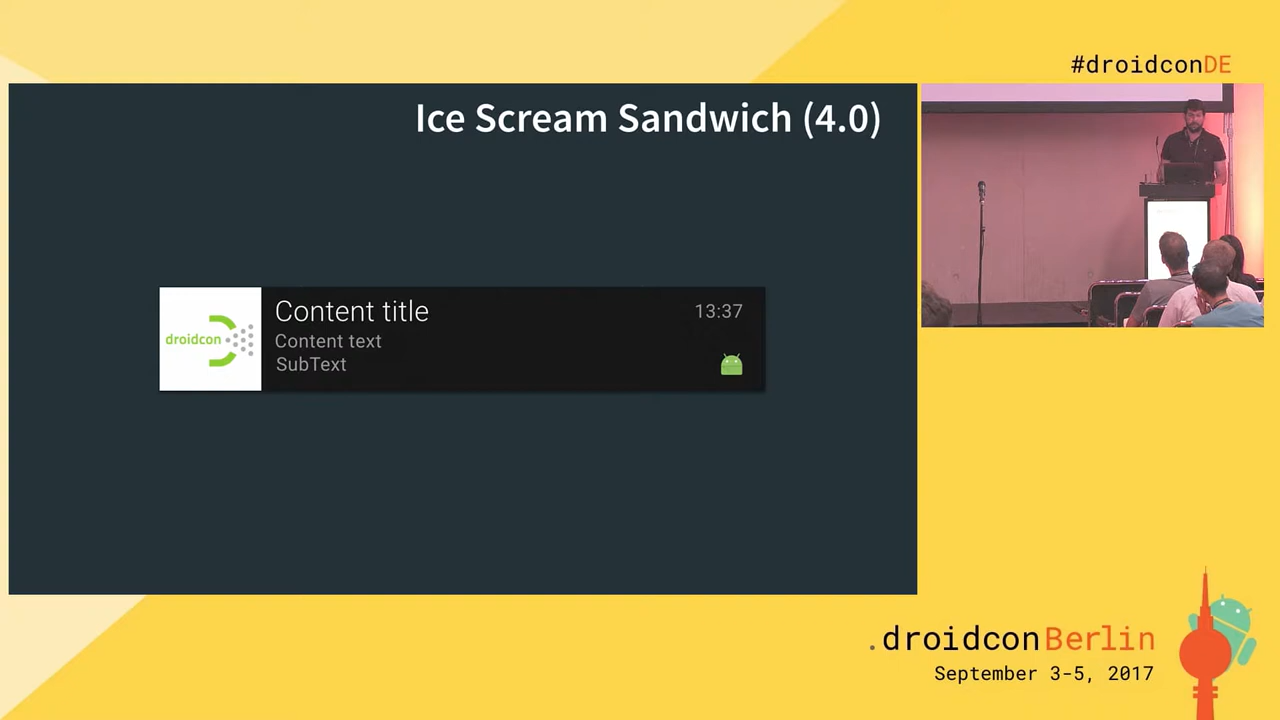 #droidconDE
Ice Scream Sandwich (4.0)
droidcon
Content title
13:37
Content text
SubText
.droidconBerlin
September 3-5, 2017